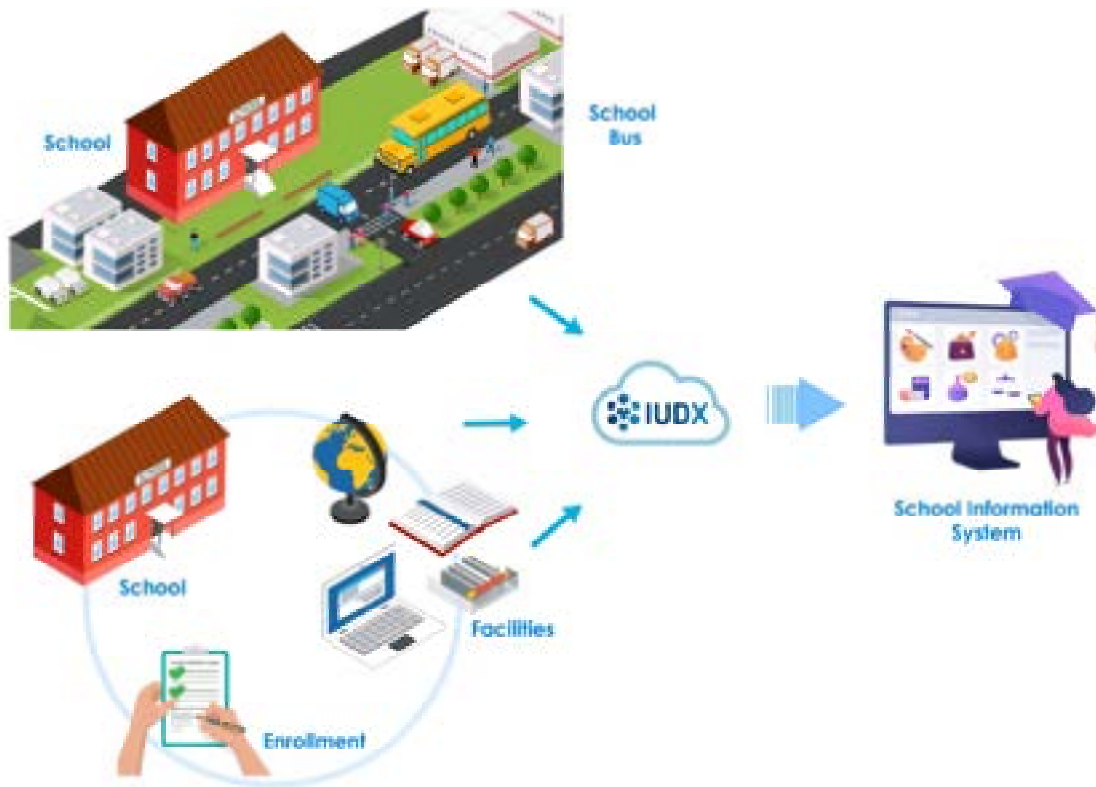 School
School
Bus
IUDX
School Information
System
School
Facilities
Enrollment